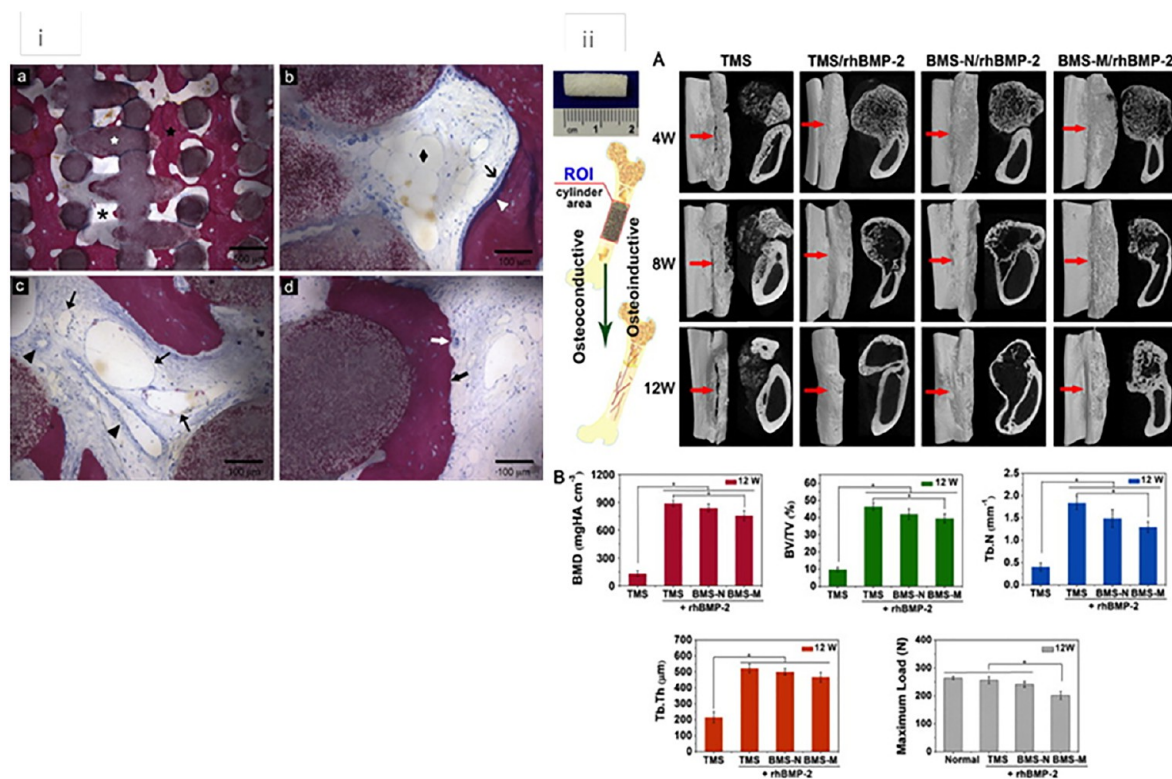 i
a
b
500 µm
100 µm
c
d
100 µm
100 µm
ii
cm 1 2
ROI
cylinder
area
Osteoconductive
Osteoinductive
A
TMS
TMS/rhBMP-2
BMS-N/rhBMP-2
BMS-M/rhBMP-2
4W
8W
12W
B
BMD (mgHA cm-3)
1200
900
600
300
0
*
*
12 W
TMS
TMS BMS-N BMS-M
+ rhBMP-2
BV/TV (%)
60
50
40
30
20
10
0
*
*
12 W
TMS
TMS BMS-N BMS-M
+ rhBMP-2
Tb.N (mm-1)
2.5
2.0
1.5
1.0
0.5
0.0
*
*
12 W
TMS
TMS BMS-N BMS-M
+ rhBMP-2
Tb.Th (µm)
700
600
500
400
300
200
100
0
*
12 W
TMS
TMS BMS-N BMS-M
+ rhBMP-2
Maximum Load (N)
400
300
200
100
0
*
12W
Normal
TMS BMS-N BMS-M
+ rhBMP-2